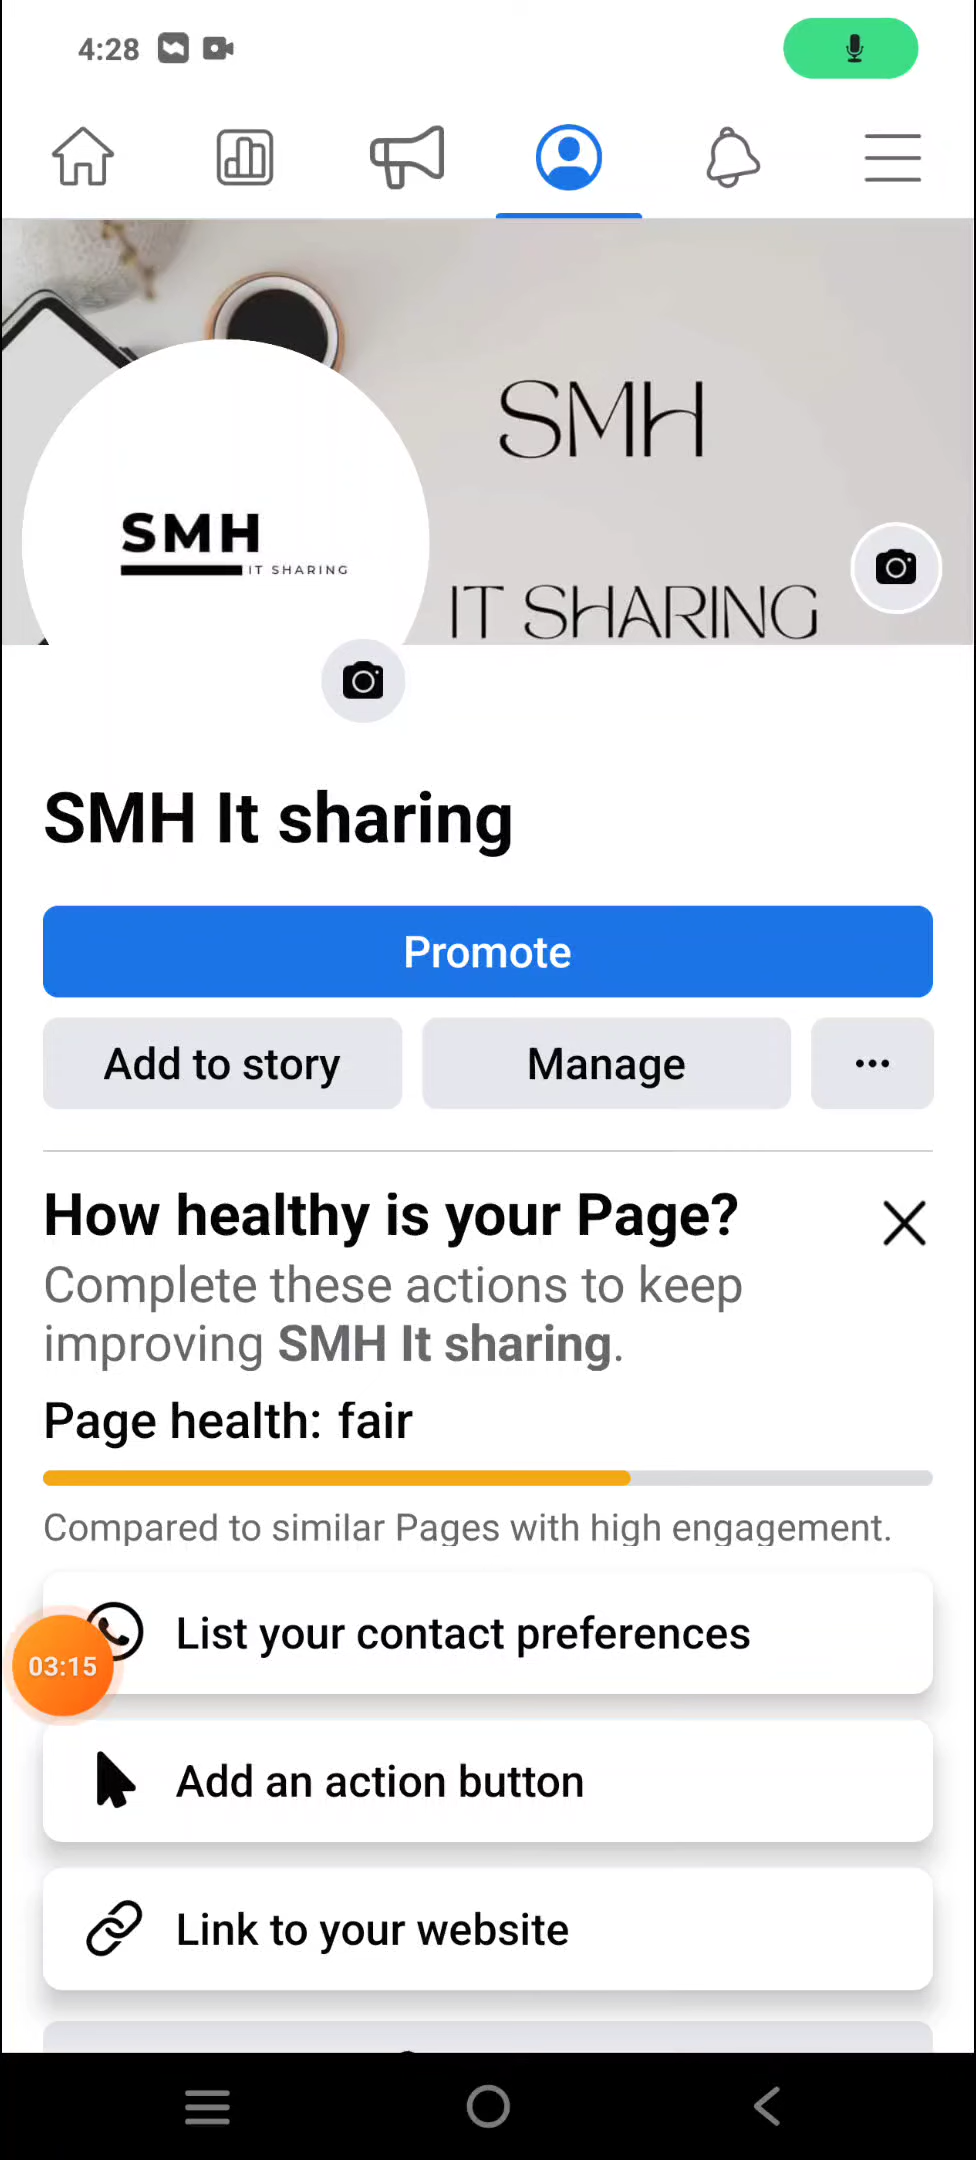 4:28
SMH
IT SHARING
SMH
IT SHARING
SMH It sharing
Promote
Add to story
Manage
How healthy is your Page?
Complete these actions to keep
improving SMH It sharing.
Page health: fair
Compared to similar Pages with high engagement.
List your contact preferences
03:15
Add an action button
Link to your website